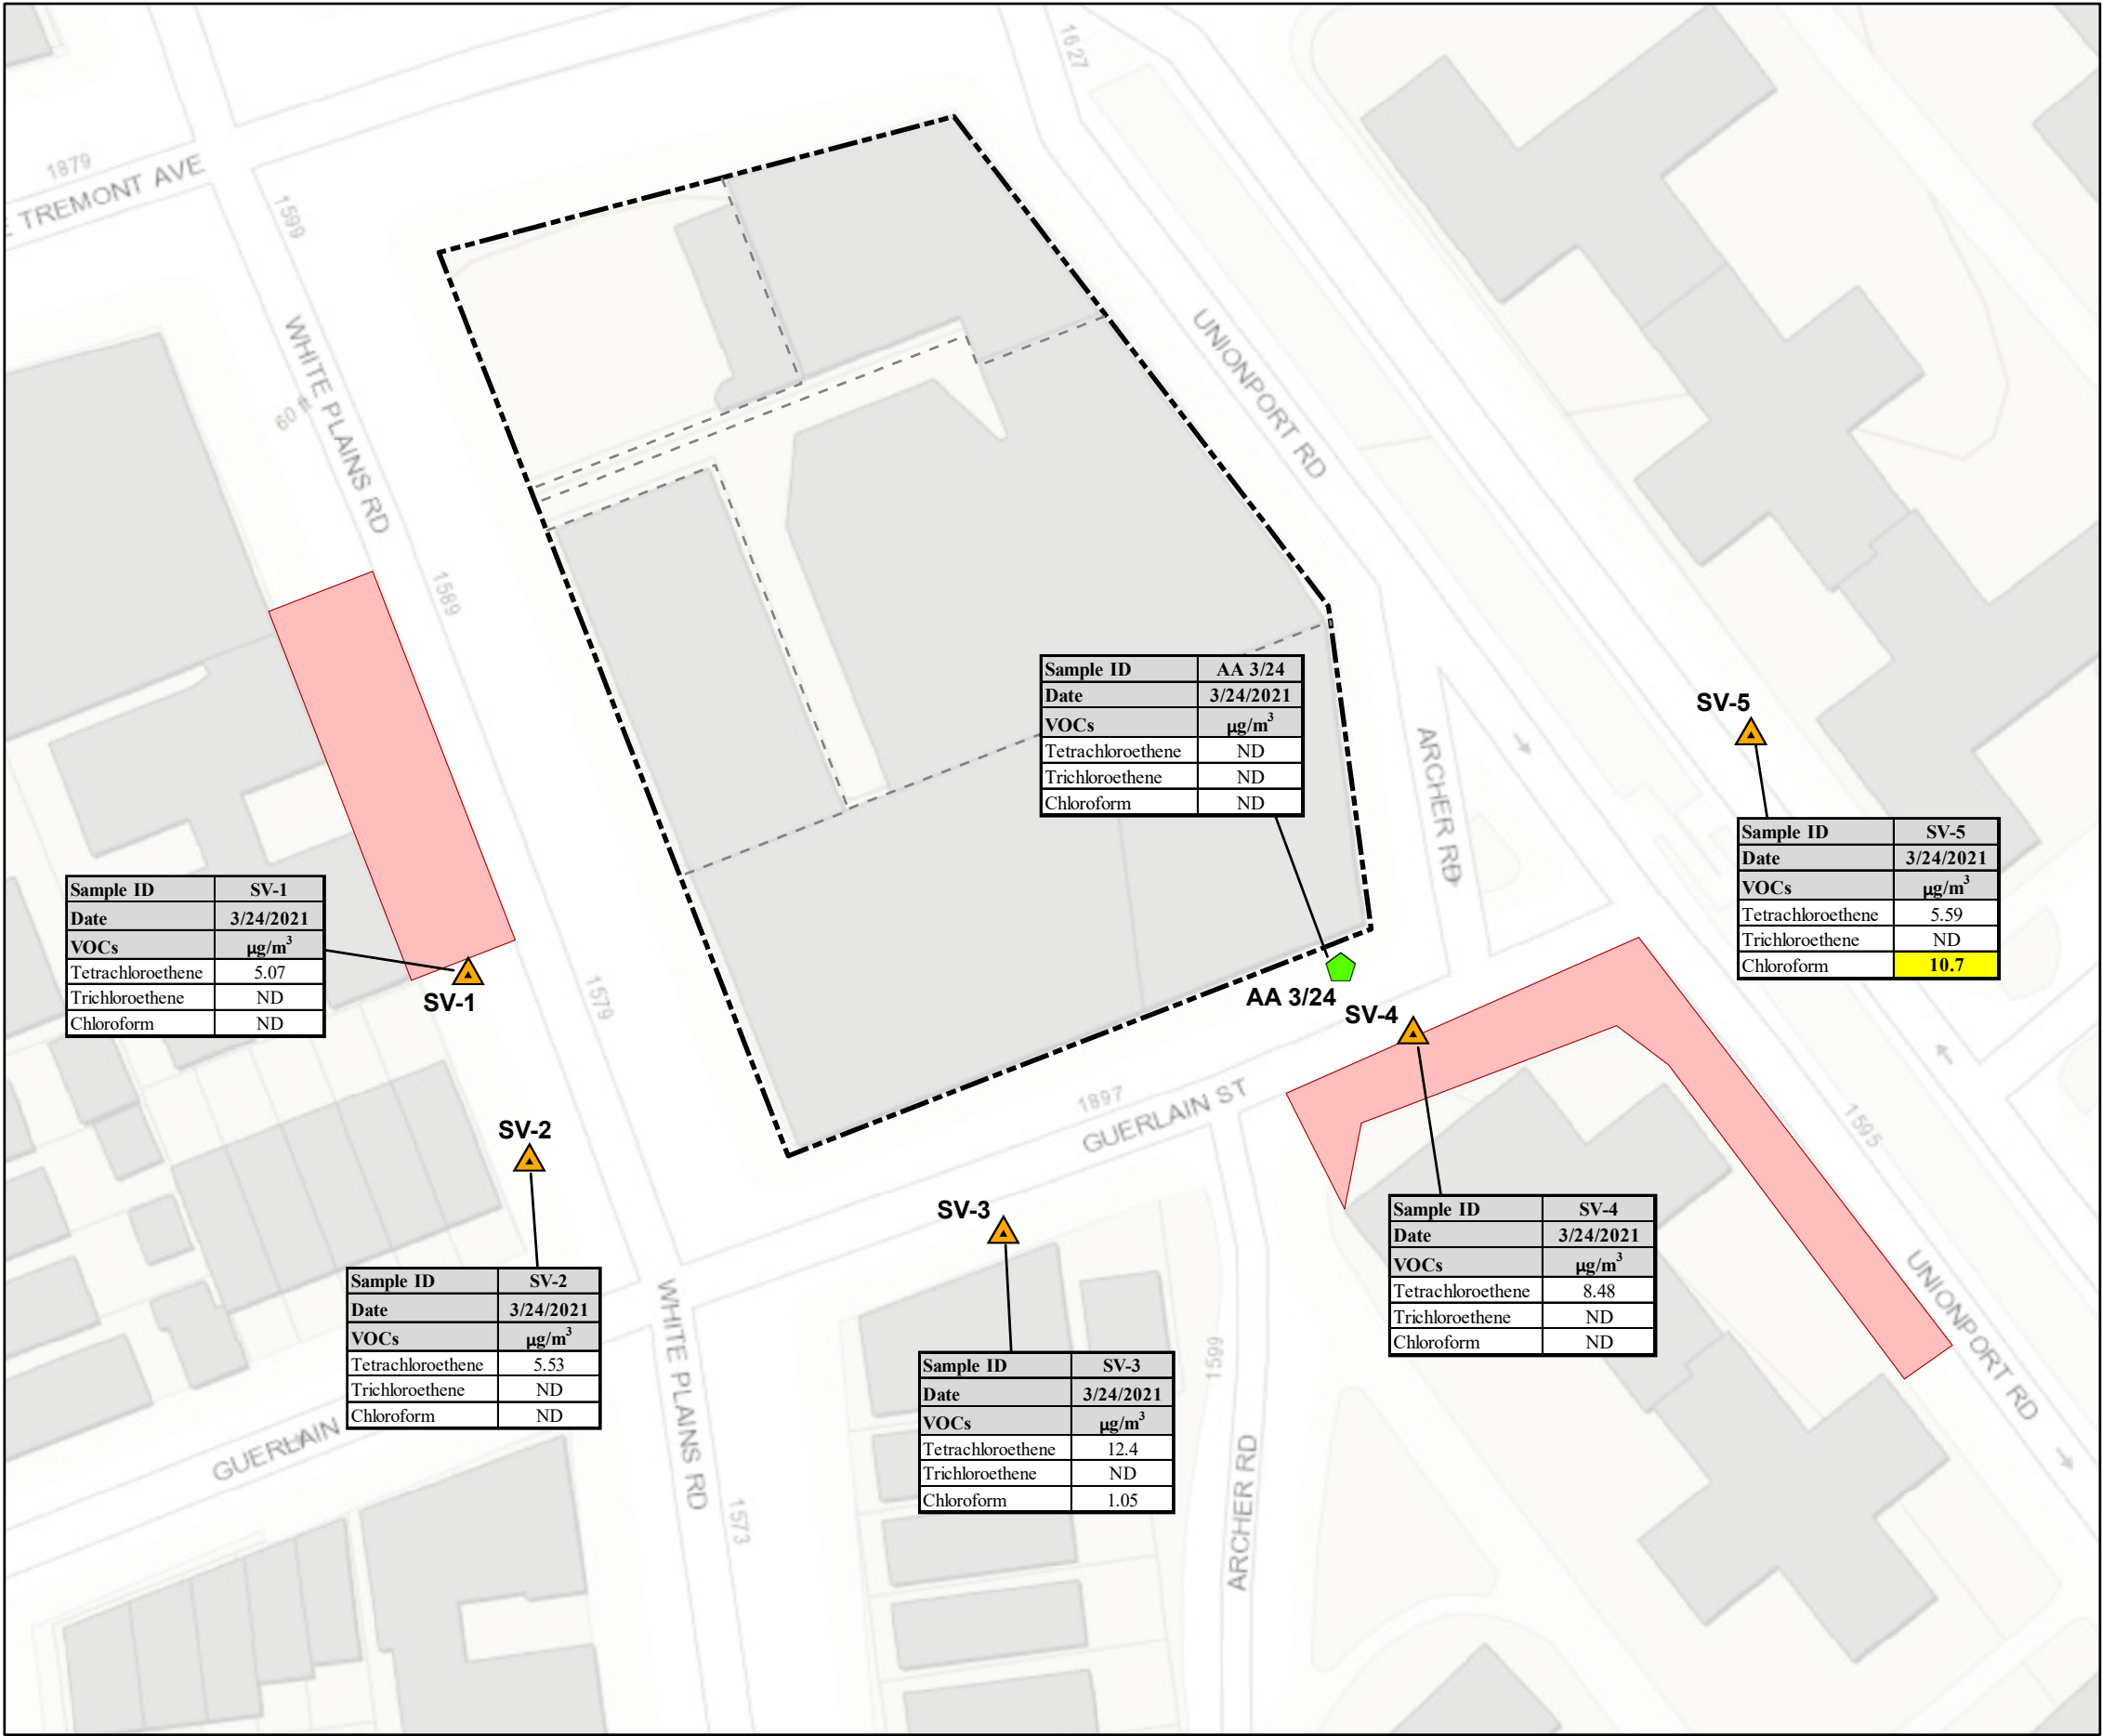 1627
1879
E TREMONT AVE
1599
WHITE PLAINS RD
60 ft
UNIONPORT RD
1589
Sample ID AA 3/24
Date 3/24/2021
VOCs µg/m³
Tetrachloroethene ND
Trichloroethene ND
Chloroform ND
ARCHER RD
SV-5
Sample ID SV-5
Date 3/24/2021
VOCs µg/m³
Tetrachloroethene 5.59
Trichloroethene ND
Chloroform 10.7
Sample ID SV-1
Date 3/24/2021
VOCs µg/m³
Tetrachloroethene 5.07
Trichloroethene ND
Chloroform ND
SV-1
1579
AA 3/24
SV-4
1897
GUERLAIN ST
1595
SV-2
SV-3
Sample ID SV-4
Date 3/24/2021
VOCs µg/m³
Tetrachloroethene 8.48
Trichloroethene ND
Chloroform ND
UNIONPORT RD
Sample ID SV-2
Date 3/24/2021
VOCs µg/m³
Tetrachloroethene 5.53
Trichloroethene ND
Chloroform ND
WHITE PLAINS RD
Sample ID SV-3
Date 3/24/2021
VOCs µg/m³
Tetrachloroethene 12.4
Trichloroethene ND
Chloroform 1.05
1599
GUERLAIN
ARCHER RD
1573